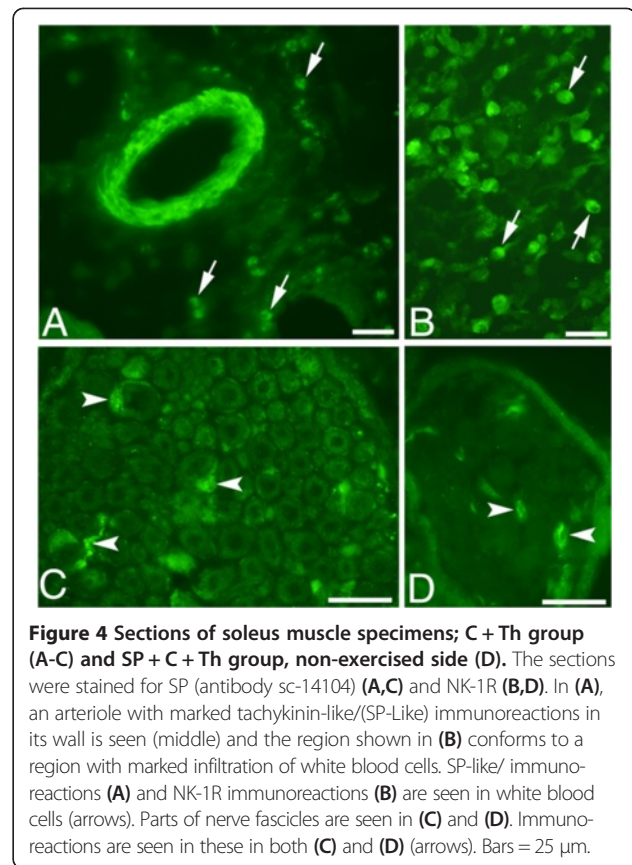 A
B
C
D
Figure 4 Sections of soleus muscle specimens; C + Th group
(A-C) and SP + C + Th group, non-exercised side (D). The sections
were stained for SP (antibody sc-14104) (A,C) and NK-1R (B,D). In (A),
an arteriole with marked tachykinin-like/(SP-Like) immunoreactions in
its wall is seen (middle) and the region shown in (B) conforms to a
region with marked infiltration of white blood cells. SP-like/ immuno-
reactions (A) and NK-1R immunoreactions (B) are seen in white blood
cells (arrows). Parts of nerve fascicles are seen in (C) and (D). Immuno-
reactions are seen in these in both (C) and (D) (arrows). Bars = 25 μm.